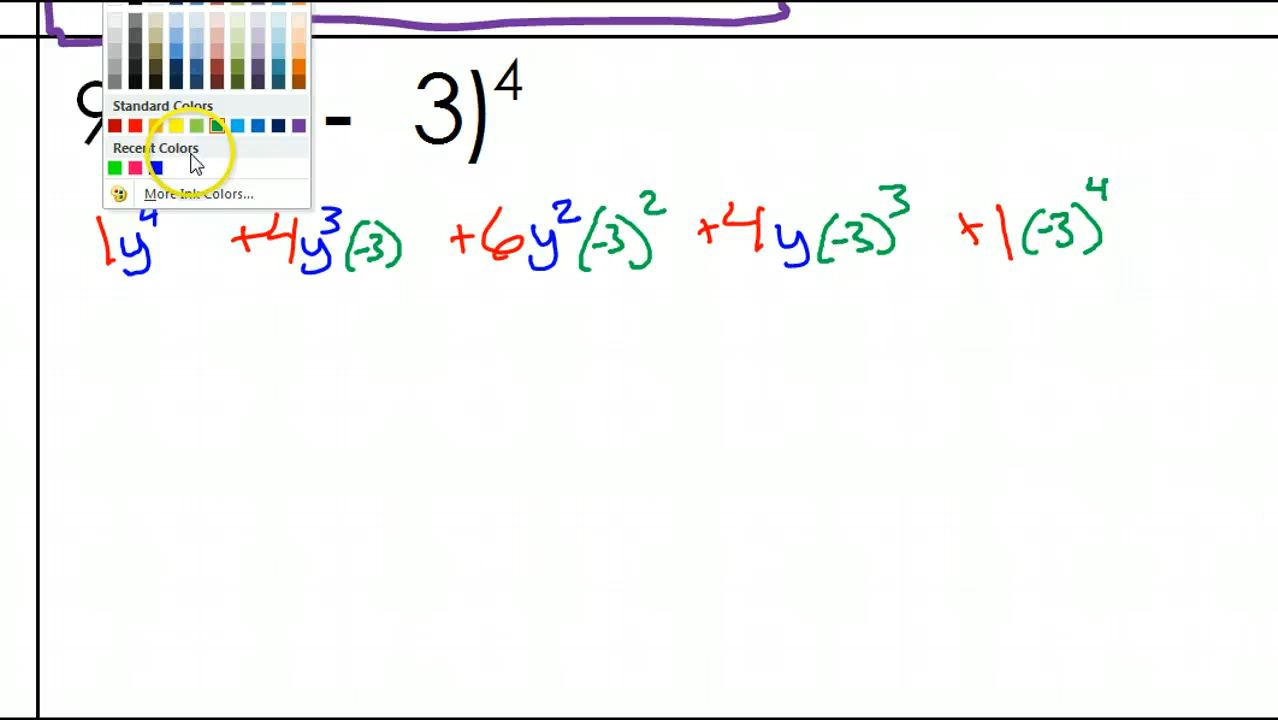 9 - 3)⁴
Standard Colors
Recent Colors
More Ink Colors...
1y⁴ +4y³(-3) +6y²(-3)² +4y(-3)³ +1(-3)⁴